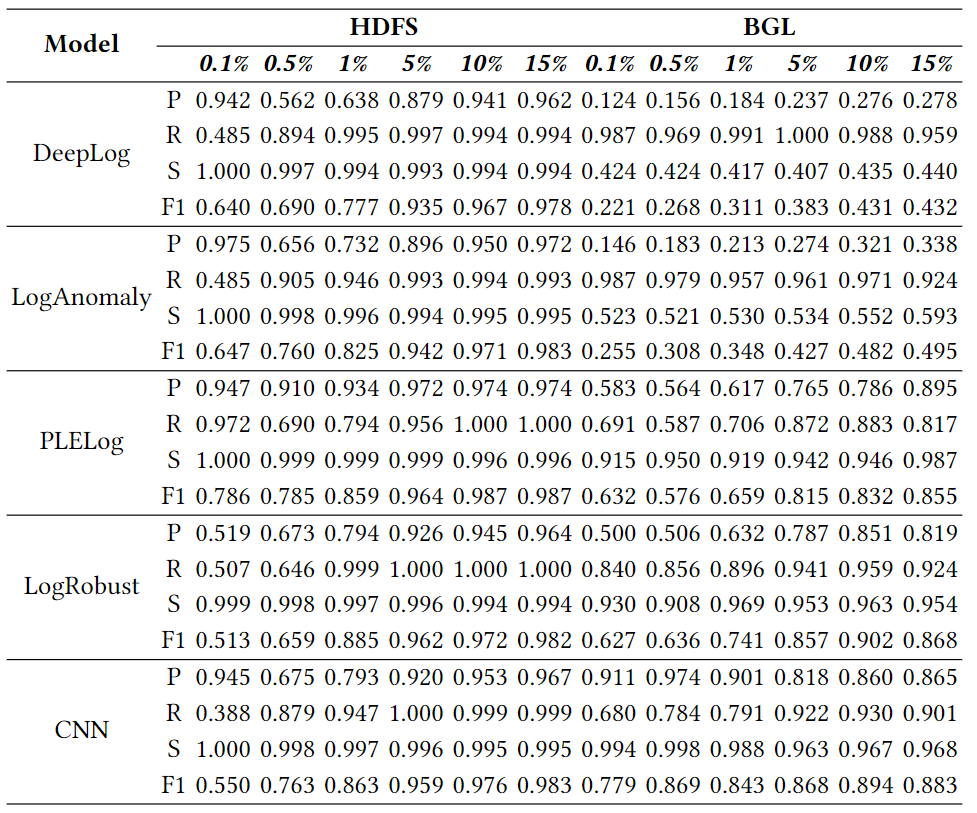 Model HDFS BGL
0.1% 0.5% 1% 5% 10% 15% 0.1% 0.5% 1% 5% 10% 15%
DeepLog
P 0.942 0.562 0.638 0.879 0.941 0.962 0.124 0.156 0.184 0.237 0.276 0.278
R 0.485 0.894 0.995 0.997 0.994 0.994 0.987 0.969 0.991 1.000 0.988 0.959
S 1.000 0.997 0.994 0.993 0.994 0.994 0.424 0.424 0.417 0.407 0.435 0.440
F1 0.640 0.690 0.777 0.935 0.967 0.978 0.221 0.268 0.311 0.383 0.431 0.432
LogAnomaly
P 0.975 0.656 0.732 0.896 0.950 0.972 0.146 0.183 0.213 0.274 0.321 0.338
R 0.485 0.905 0.946 0.993 0.994 0.993 0.987 0.979 0.957 0.961 0.971 0.924
S 1.000 0.998 0.996 0.994 0.995 0.995 0.523 0.521 0.530 0.534 0.552 0.593
F1 0.647 0.760 0.825 0.942 0.971 0.983 0.255 0.308 0.348 0.427 0.482 0.495
PLELog
P 0.947 0.910 0.934 0.972 0.974 0.974 0.583 0.564 0.617 0.765 0.786 0.895
R 0.972 0.690 0.794 0.956 1.000 1.000 0.691 0.587 0.706 0.872 0.883 0.817
S 1.000 0.999 0.999 0.999 0.996 0.996 0.915 0.950 0.919 0.942 0.946 0.987
F1 0.786 0.785 0.859 0.964 0.987 0.987 0.632 0.576 0.659 0.815 0.832 0.855
LogRobust
P 0.519 0.673 0.794 0.926 0.945 0.964 0.500 0.506 0.632 0.787 0.851 0.819
R 0.507 0.646 0.999 1.000 1.000 1.000 0.840 0.856 0.896 0.941 0.959 0.924
S 0.999 0.998 0.997 0.996 0.994 0.994 0.930 0.908 0.969 0.953 0.963 0.954
F1 0.513 0.659 0.885 0.962 0.972 0.982 0.627 0.636 0.741 0.857 0.902 0.868
CNN
P 0.945 0.675 0.793 0.920 0.953 0.967 0.911 0.974 0.901 0.818 0.860 0.865
R 0.388 0.879 0.947 1.000 0.999 0.999 0.680 0.784 0.791 0.922 0.930 0.901
S 1.000 0.998 0.997 0.996 0.995 0.995 0.994 0.998 0.988 0.963 0.967 0.968
F1 0.550 0.763 0.863 0.959 0.976 0.983 0.779 0.869 0.843 0.868 0.894 0.883